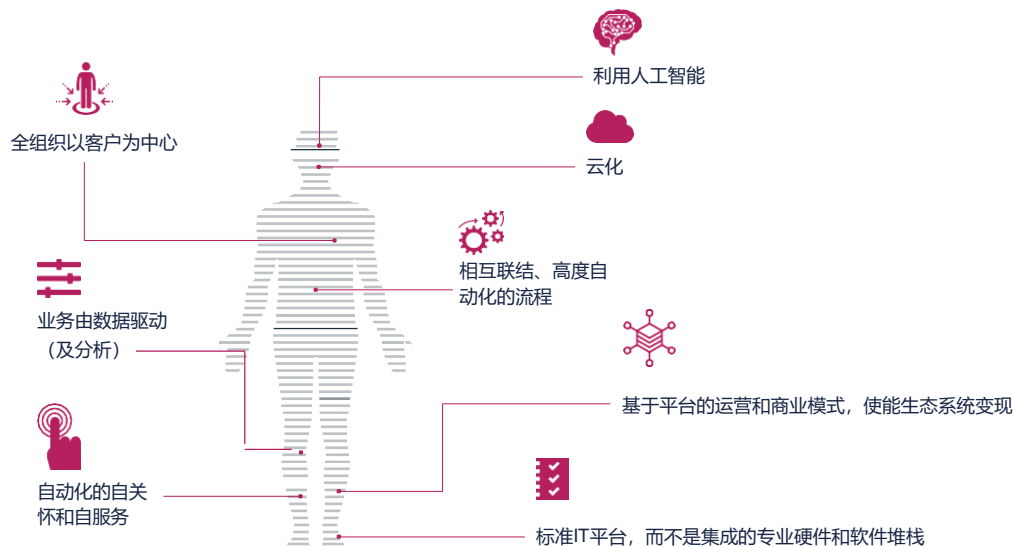 利用人工智能
全组织以客户为中心
云化
相互联结、高度自
动化的流程
业务由数据驱动
（及分析）
基于平台的运营和商业模式，使能生态系统变现
自动化的自关
怀和自服务
标准IT平台，而不是集成的专业硬件和软件堆栈